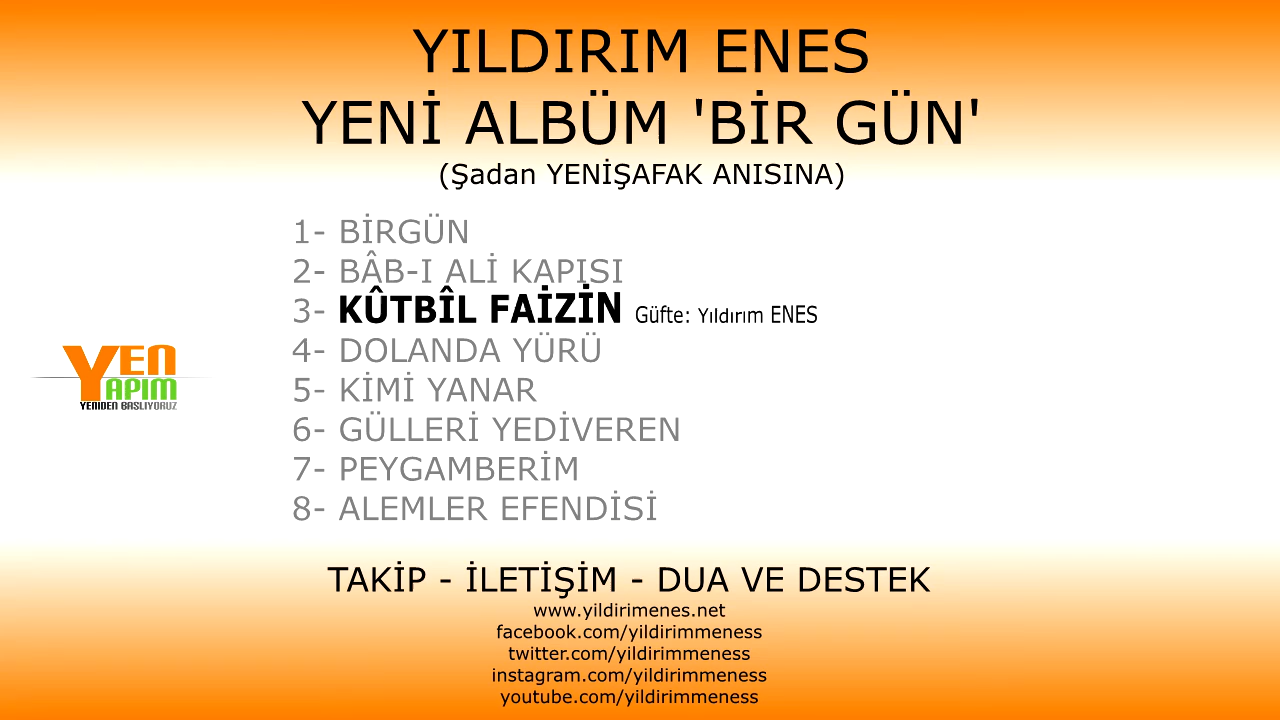 YILDIRIM ENES
YENİ ALBÜM 'BİR GÜN'
(Şadan YENİŞAFAK ANISINA)
1- BİRGÜN
2- BÂB-I ALİ KAPISI
3- KÛTBÎL FAİZİN Güfte: Yıldırım ENES
4- DOLANDA YÜRÜ
5- KİMİ YANAR
6- GÜLLERİ YEDİVEREN
7- PEYGAMBERİM
8- ALEMLER EFENDİSİ
YEN
YAPIM
YENİDEN BAŞLIYORUZ
TAKİP - İLETİŞİM - DUA VE DESTEK
www.yildirimenes.net
facebook.com/yildirimmeness
twitter.com/yildirimmeness
instagram.com/yildirimmeness
youtube.com/yildirimmeness